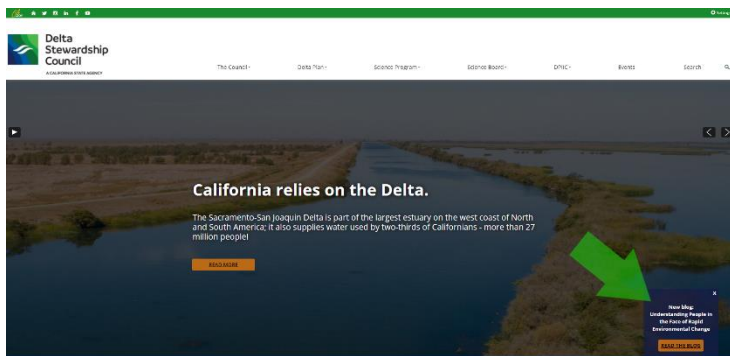 Settings
Delta
Stewardship
Council
A CALIFORNIA STATE AGENCY
The Council
Delta Plan
Science Program
Science Board
DPIIC
Events
Search
California relies on the Delta.
The Sacramento-San Joaquin Delta is part of the largest estuary on the west coast of North
and South America; it also supplies water used by two-thirds of Californians - more than 27
million people!
READ MORE
x
New blog:
Understanding People in
the Face of Rapid
Environmental Change
READ THE BLOG